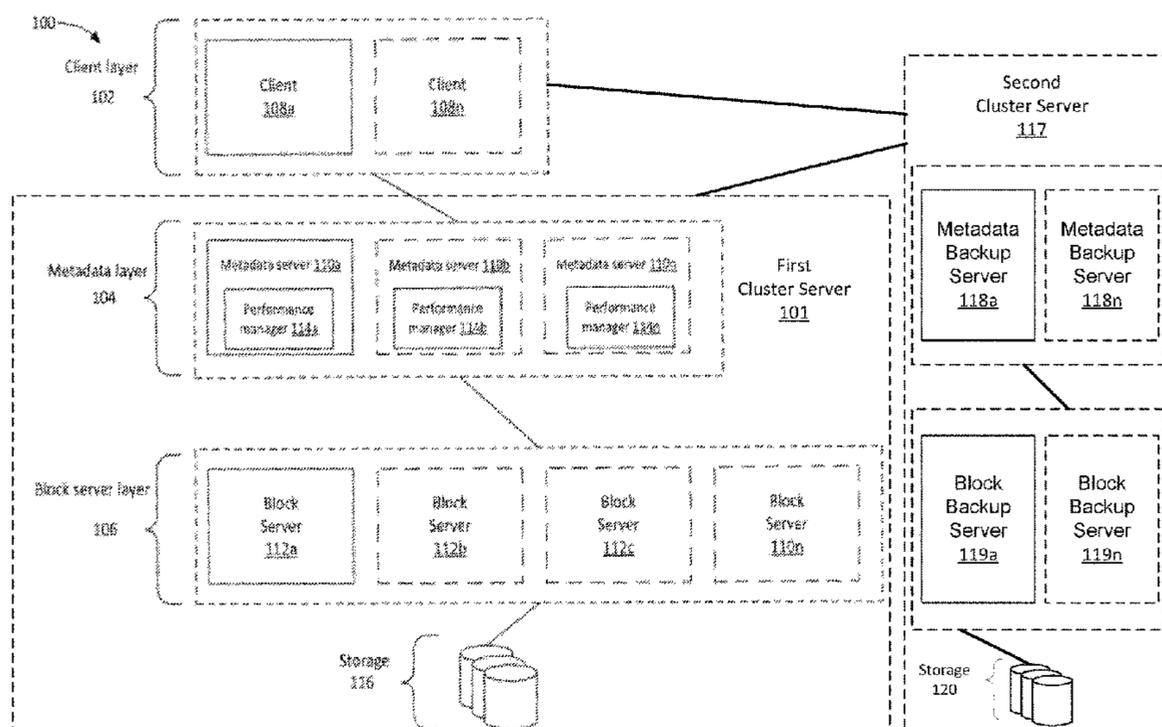 100
Client layer
102
Client
108a
Client
108n
Second
Cluster Server
117
Metadata layer
104
Metadata server 110a
Performance
manager 114a
Metadata server 110b
Performance
manager 114b
Metadata server 110n
Performance
manager 114n
First
Cluster Server
101
Metadata
Backup
Server
118a
Metadata
Backup
Server
118n
Block server layer
106
Block
Server
112a
Block
Server
112b
Block
Server
112c
Block
Server
110n
Block
Backup
Server
119a
Block
Backup
Server
119n
Storage
116
Storage
120